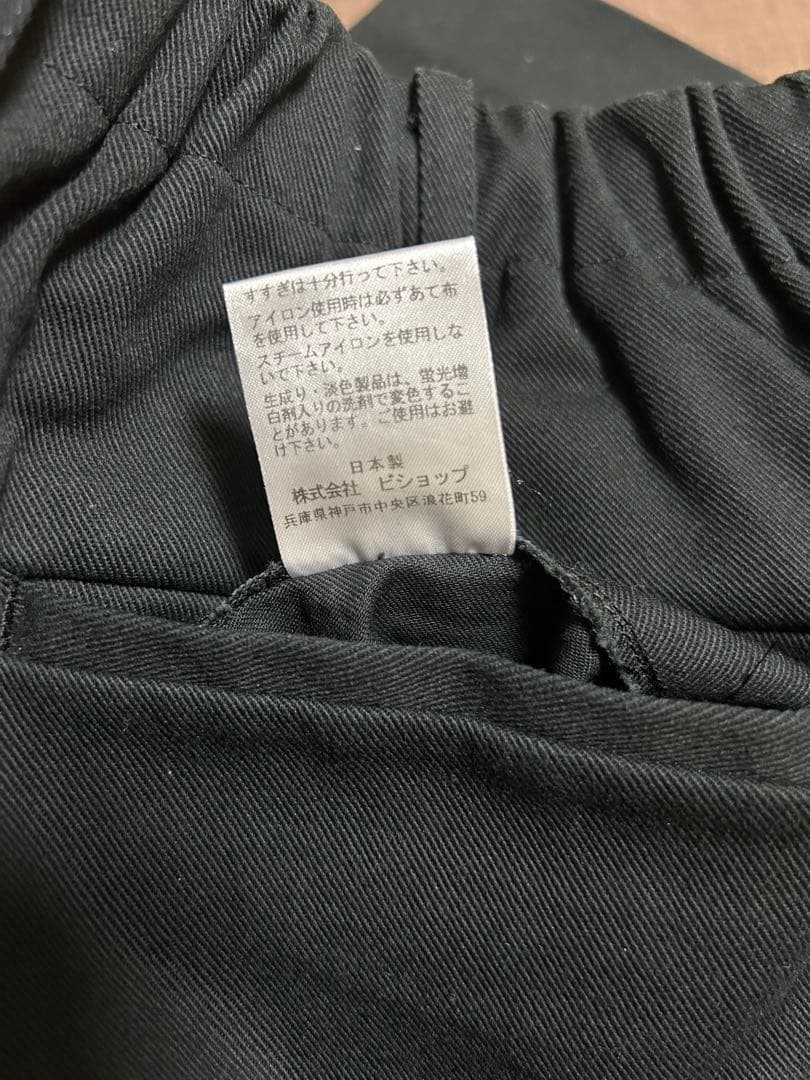 すすぎは十分行って下さい。
アイロン使用時は必ずあて布
を使用して下さい。
スチームアイロンを使用しな
いで下さい。
生成り・淡色製品は、蛍光増
白剤入りの洗剤で変色するこ
とがあります。ご使用はお避
け下さい。
日本製
株式会社 ビショップ
兵庫県神戸市中央区浪花町59